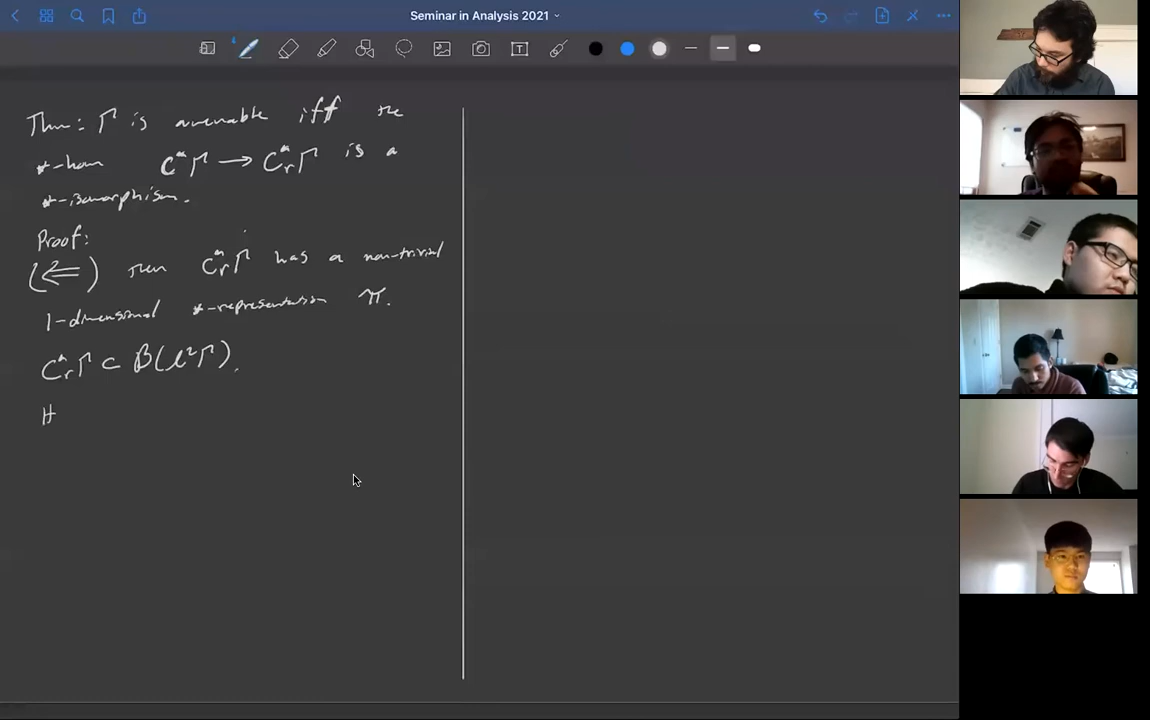 Seminar in Analysis 2021
Thm: Γ is amenable iff the
*-hom C*Γ → C*rΓ is a
*-isomorphism.
Proof:
(⇐) Then C*rΓ has a non-trivial
1-dimensional *-representation π.
C*rΓ ⊂ B(ℓ²Γ).
H